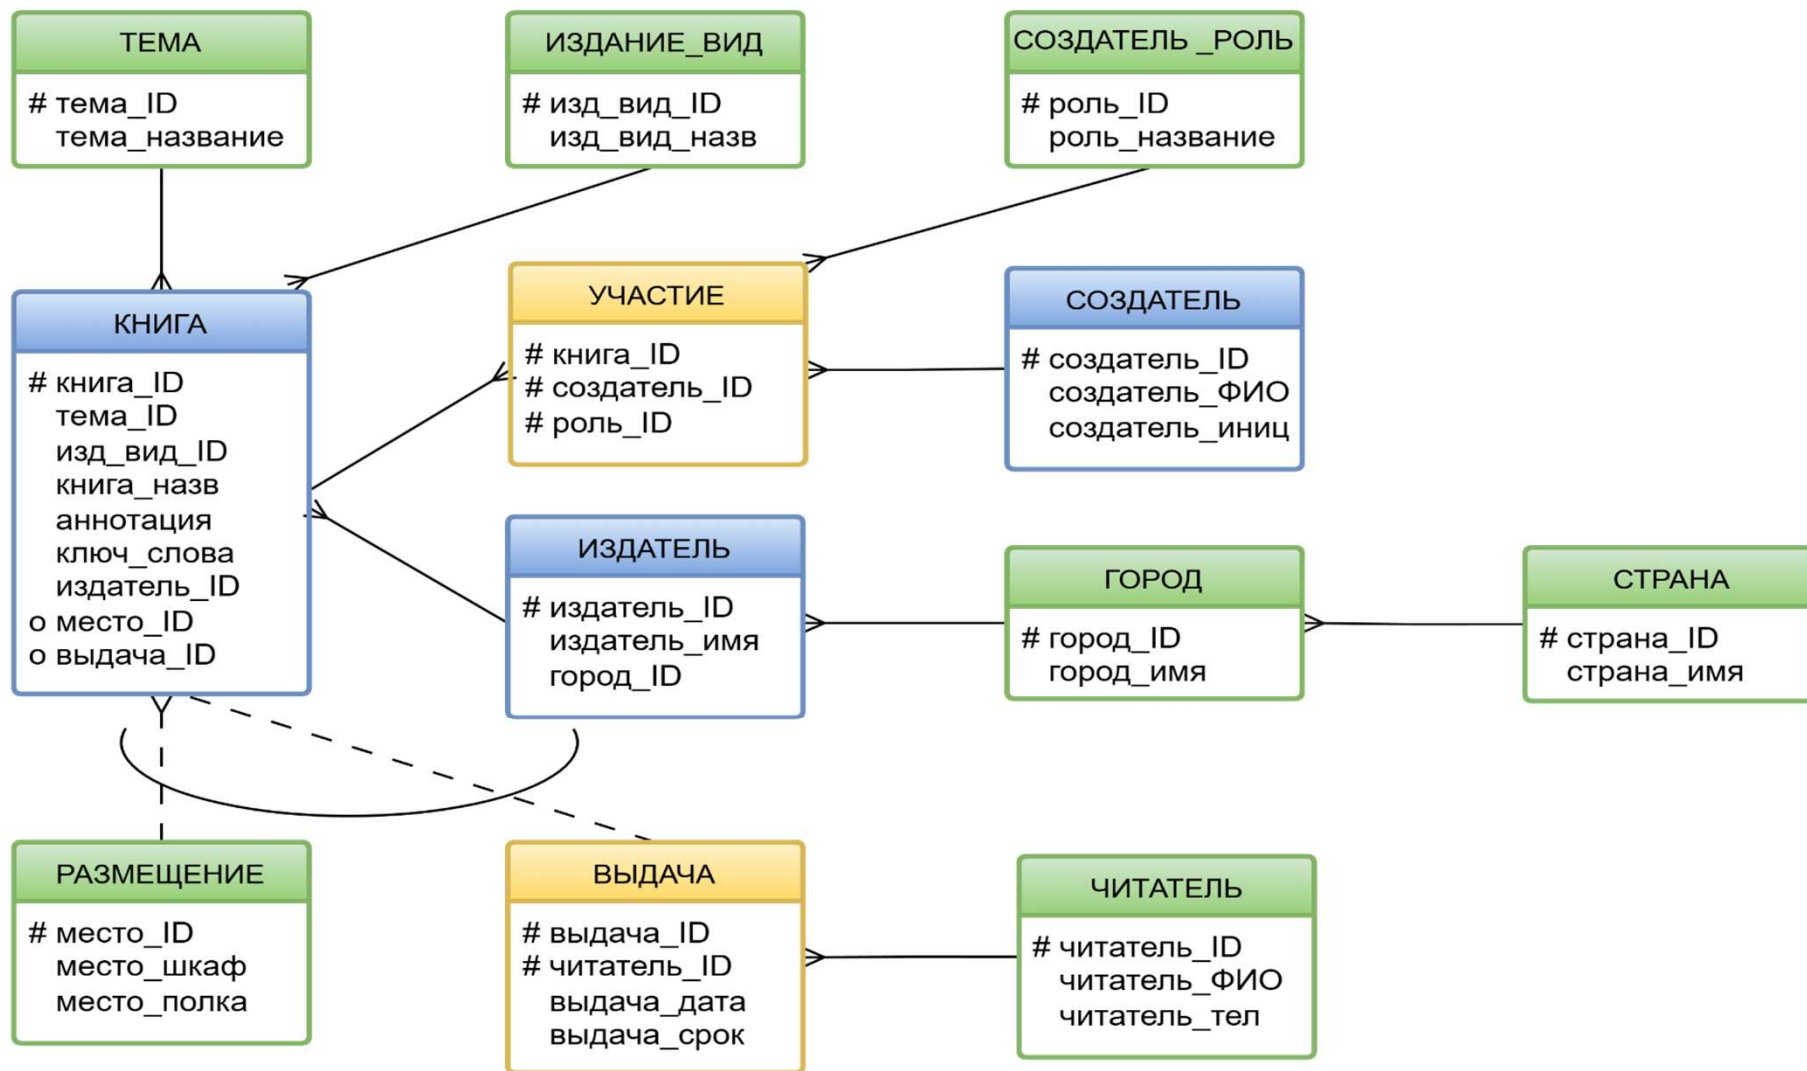 ТЕМА
# тема_ID
тема_название
ИЗДАНИЕ_ВИД
# изд_вид_ID
изд_вид_назв
СОЗДАТЕЛЬ _РОЛЬ
# роль_ID
роль_название
КНИГА
# книга_ID
тема_ID
изд_вид_ID
книга_назв
аннотация
ключ_слова
издатель_ID
o место_ID
o выдача_ID
УЧАСТИЕ
# книга_ID
# создатель_ID
# роль_ID
СОЗДАТЕЛЬ
# создатель_ID
создатель_ФИО
создатель_иниц
ИЗДАТЕЛЬ
# издатель_ID
издатель_имя
город_ID
ГОРОД
# город_ID
город_имя
СТРАНА
# страна_ID
страна_имя
РАЗМЕЩЕНИЕ
# место_ID
место_шкаф
место_полка
ВЫДАЧА
# выдача_ID
# читатель_ID
выдача_дата
выдача_срок
ЧИТАТЕЛЬ
# читатель_ID
читатель_ФИО
читатель_тел